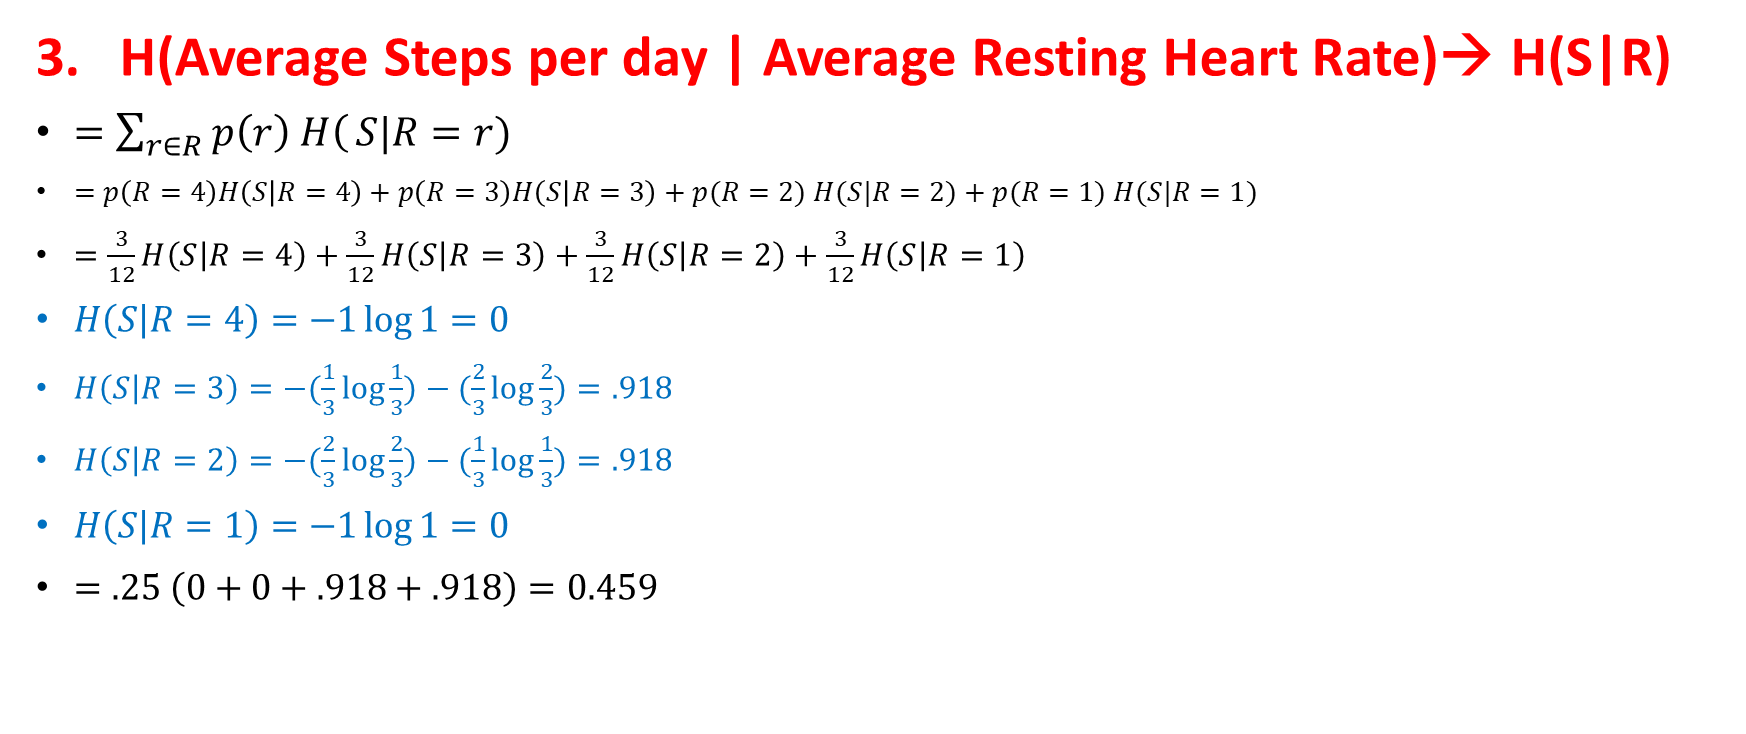 3. H(Average Steps per day | Average Resting Heart Rate)→ H(S|R)
• = ∑_{r∈R} p(r) H( S|R = r)
• = p(R = 4)H(S|R = 4) + p(R = 3)H(S|R = 3) + p(R = 2) H(S|R = 2) + p(R = 1) H(S|R = 1)
• = 3/12 H(S|R = 4) + 3/12 H(S|R = 3) + 3/12 H(S|R = 2) + 3/12 H(S|R = 1)
• H(S|R = 4) = −1 log 1 = 0
• H(S|R = 3) = −(1/3 log 1/3) − (2/3 log 2/3) = .918
• H(S|R = 2) = −(2/3 log 2/3) − (1/3 log 1/3) = .918
• H(S|R = 1) = −1 log 1 = 0
• = .25 (0 + 0 + .918 + .918) = 0.459